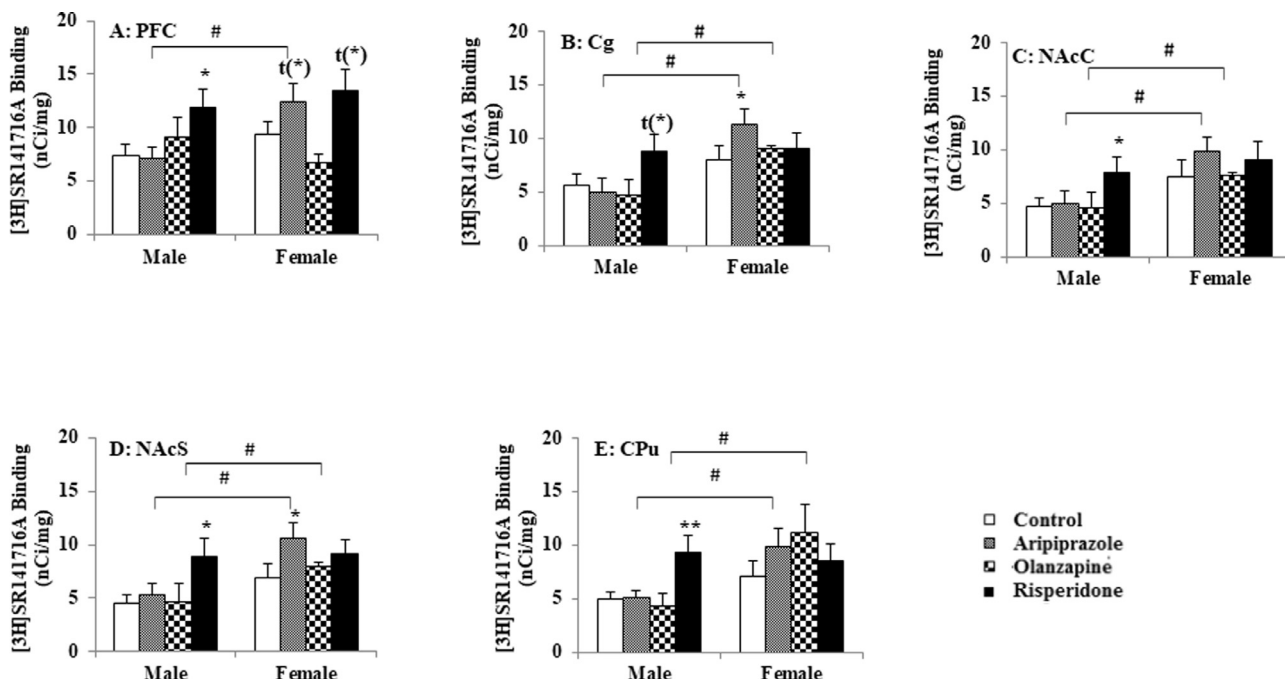 A: PFC
[3H]SR141716A Binding
(nCi/mg)
20
15
10
5
0
#
*
t(*)
t(*)
Male
Female
B: Cg
[3H]SR141716A Binding
(nCi/mg)
20
15
10
5
0
#
#
t(*)
*
Male
Female
C: NAcC
[3H]SR141716A Binding
(nCi/mg)
20
15
10
5
0
#
#
*
Male
Female
D: NAcS
[3H]SR141716A Binding
(nCi/mg)
20
15
10
5
0
#
#
*
*
Male
Female
E: CPu
[3H]SR141716A Binding
(nCi/mg)
20
15
10
5
0
#
#
**
Male
Female
Control
Aripiprazole
Olanzapine
Risperidone